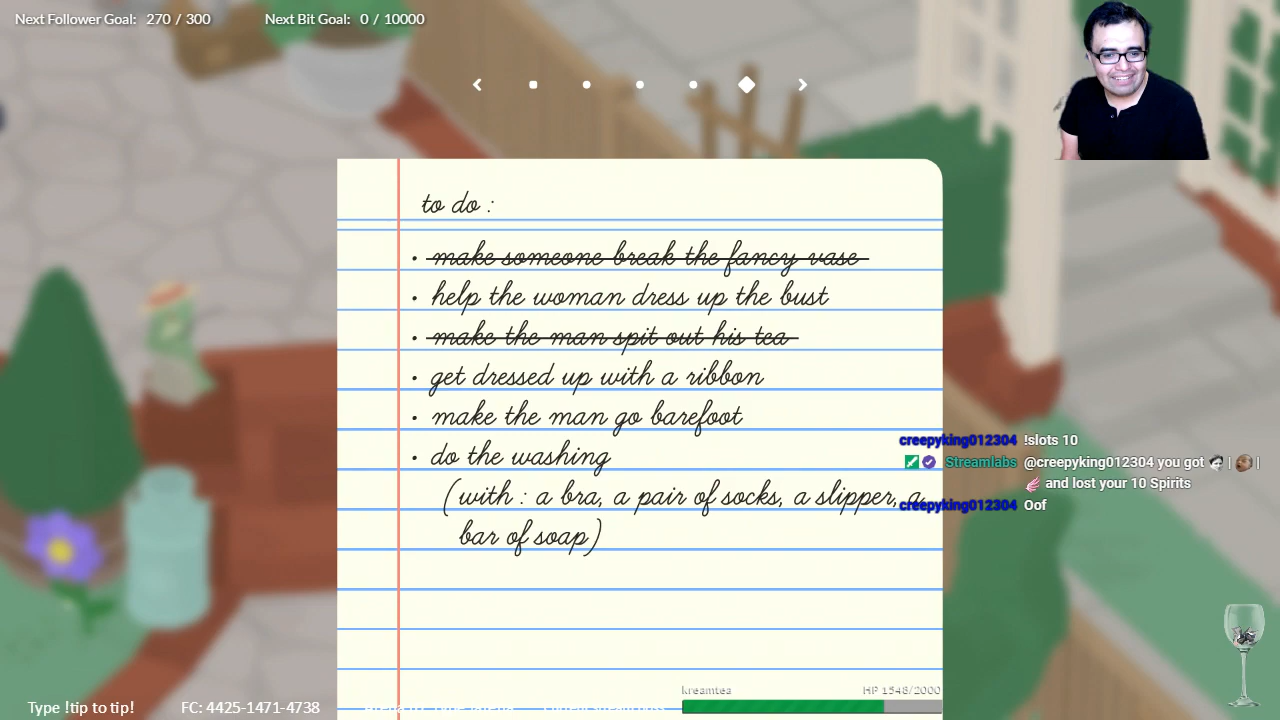 Next Follower Goal: 270 / 300
Next Bit Goal: 0 / 10000
to do :
• make someone break the fancy vase
• help the woman dress up the bust
• make the man spit out his tea
• get dressed up with a ribbon
• make the man go barefoot
• do the washing
(with : a bra, a pair of socks, a slipper, a
bar of soap)
creepyking012304 !slots 10
Streamlabs @creepyking012304 you got | |
and lost your 10 Spirits
creepyking012304 Oof
kreamtea HP 1548/2000
Type !tip to tip! FC: 4425-1471-4738